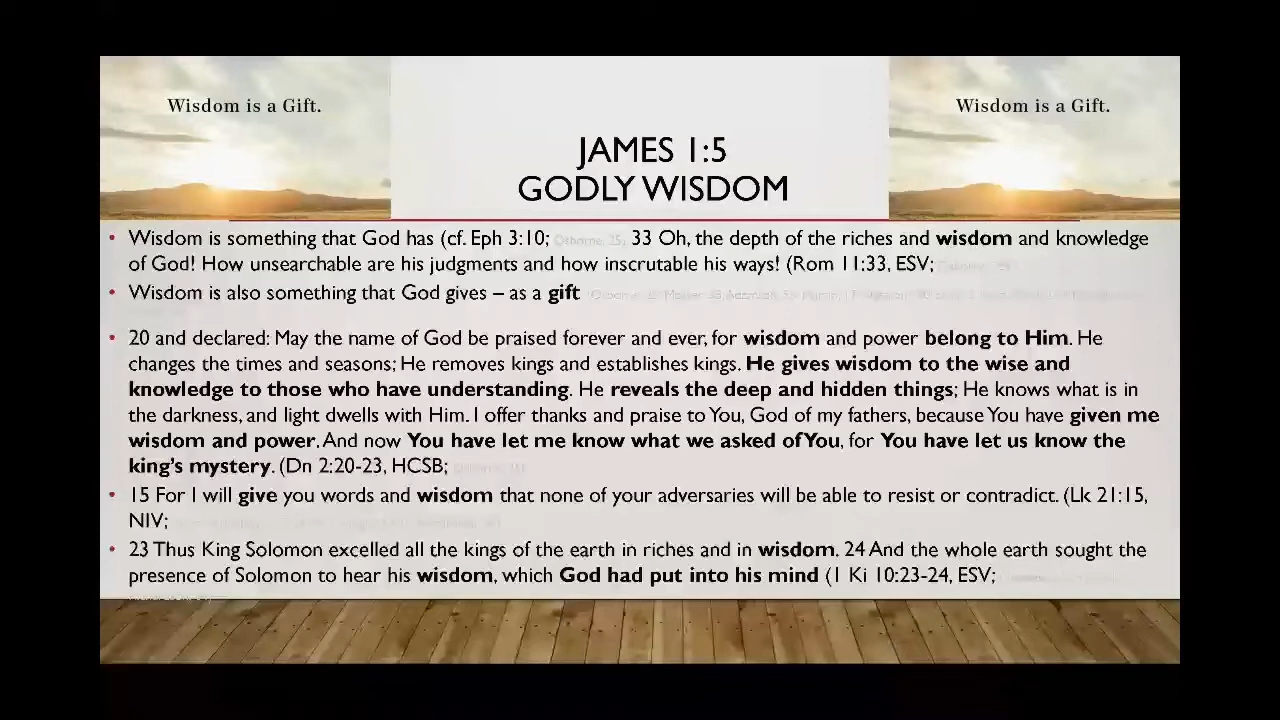 Wisdom is a Gift.
Wisdom is a Gift.
JAMES 1:5
GODLY WISDOM
• Wisdom is something that God has (cf. Eph 3:10; Osborne, 25; 33 Oh, the depth of the riches and wisdom and knowledge
of God! How unsearchable are his judgments and how inscrutable his ways! (Rom 11:33, ESV;
• Wisdom is also something that God gives – as a gift
• 20 and declared: May the name of God be praised forever and ever, for wisdom and power belong to Him. He
changes the times and seasons; He removes kings and establishes kings. He gives wisdom to the wise and
knowledge to those who have understanding. He reveals the deep and hidden things; He knows what is in
the darkness, and light dwells with Him. I offer thanks and praise to You, God of my fathers, because You have given me
wisdom and power. And now You have let me know what we asked of You, for You have let us know the
king's mystery. (Dn 2:20-23, HCSB;
• 15 For I will give you words and wisdom that none of your adversaries will be able to resist or contradict. (Lk 21:15,
NIV;
• 23 Thus King Solomon excelled all the kings of the earth in riches and in wisdom. 24 And the whole earth sought the
presence of Solomon to hear his wisdom, which God had put into his mind (1 Ki 10:23-24, ESV;